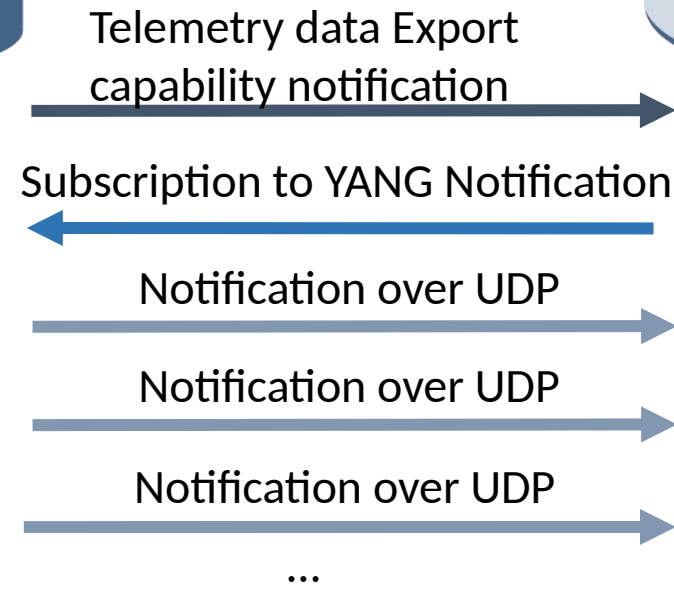 Telemetry data Export
capability notification
Subscription to YANG Notification
Notification over UDP
Notification over UDP
Notification over UDP
...